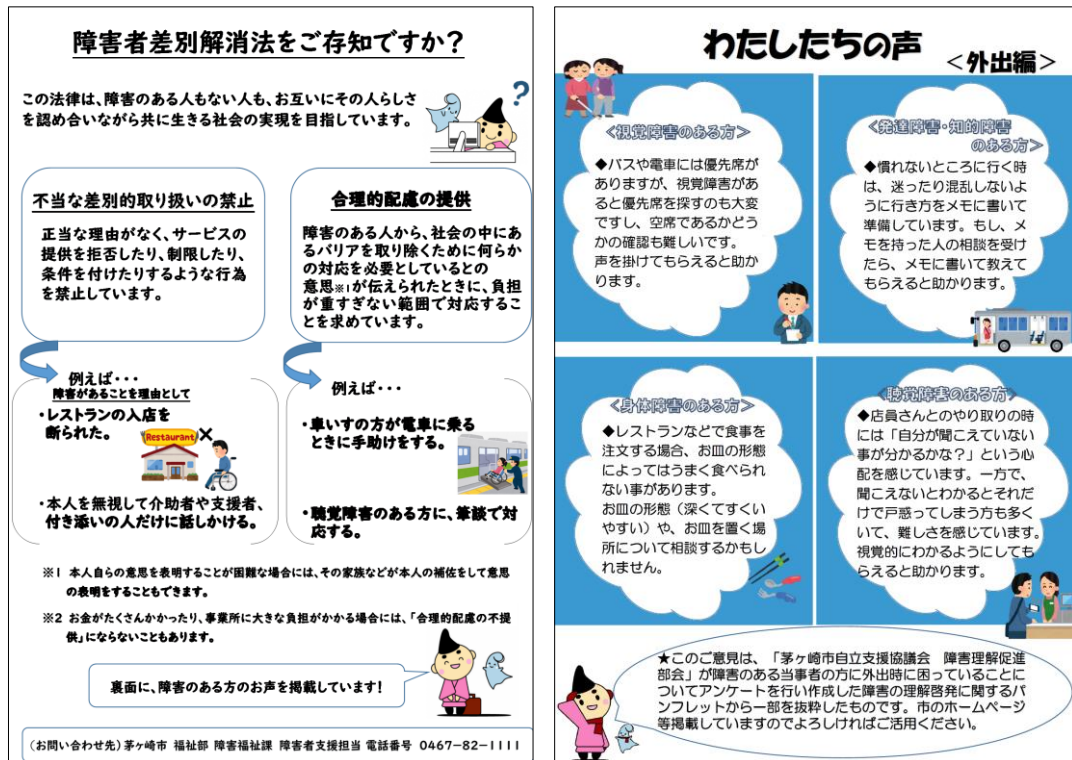 障害者差別解消法をご存知ですか？
この法律は、障害のある人もない人も、お互いにその人らしさ
を認め合いながら共に生きる社会の実現を目指しています。
?
不当な差別的取り扱いの禁止
正当な理由がなく、サービスの
提供を拒否したり、制限したり、
条件を付けたりするような行為
を禁止しています。
合理的配慮の提供
障害のある人から、社会の中に
あるバリアを取り除くために何らか
の対応を必要としているとの
意思※1が伝えられたときに、負担
が重すぎない範囲で対応するこ
とを求めています。
例えば・・・
障害があることを理由として
・レストランの入店を
断られた。
Restaurant
・本人を無視して介助者や支援者、
付き添いの人だけに話しかける。
例えば・・・
・車いすの方が電車に乗る
ときに手助けをする。
・聴覚障害のある方に、筆談で対
応する。
※1 本人自らの意思を表明することが困難な場合には、その家族などが本人の補佐をして意思
の表明をすることもできます。
※2 お金がたくさんかかったり、事業所に大きな負担がかかる場合には、「合理的配慮の不提
供」にならないこともあります。
裏面に、障害のある方のお声を掲載しています！
（お問い合わせ先）茅ヶ崎市 福祉部 障害福祉課 障害者支援担当 電話番号 0467-82-1111
わたしたちの声
＜外出編＞
＜視覚障害のある方＞
◆バスや電車には優先席が
ありますが、視覚障害があ
ると優先席を探すのも大変
ですし、空席であるかどう
かの確認も難しいです。
声を掛けてもらえると助か
ります。
＜発達障害・知的障害
のある方＞
◆慣れないところに行く時
は、迷ったり混乱しないよ
うに行き方をメモに書いて
準備しています。もし、メ
モを持った人の相談を受け
たら、メモに書いて教えて
もらえると助かります。
＜身体障害のある方＞
◆レストランなどで食事を
注文する場合、お皿の形態
によってはうまく食べられ
ない事があります。
お皿の形態（深くてすくい
やすい）や、お皿を置く場
所について相談するかもし
れません。
＜聴覚障害のある方＞
◆店員さんとのやり取りの時
には「自分が聞こえていない
事が分かるかな？」という心
配を感じています。一方で、
聞こえないとわかるとそれだ
けで戸惑ってしまう方も多く
いて、難しさを感じています。
視覚的にわかるようにしても
らえると助かります。
★このご意見は、「茅ヶ崎市自立支援協議会 障害理解促進
部会」が障害のある当事者の方に外出時に困っていることに
ついてアンケートを行い作成した障害の理解啓発に関するパ
ンフレットから一部を抜粋したものです。市のホームページ
等掲載していますのでよろしければご活用ください。